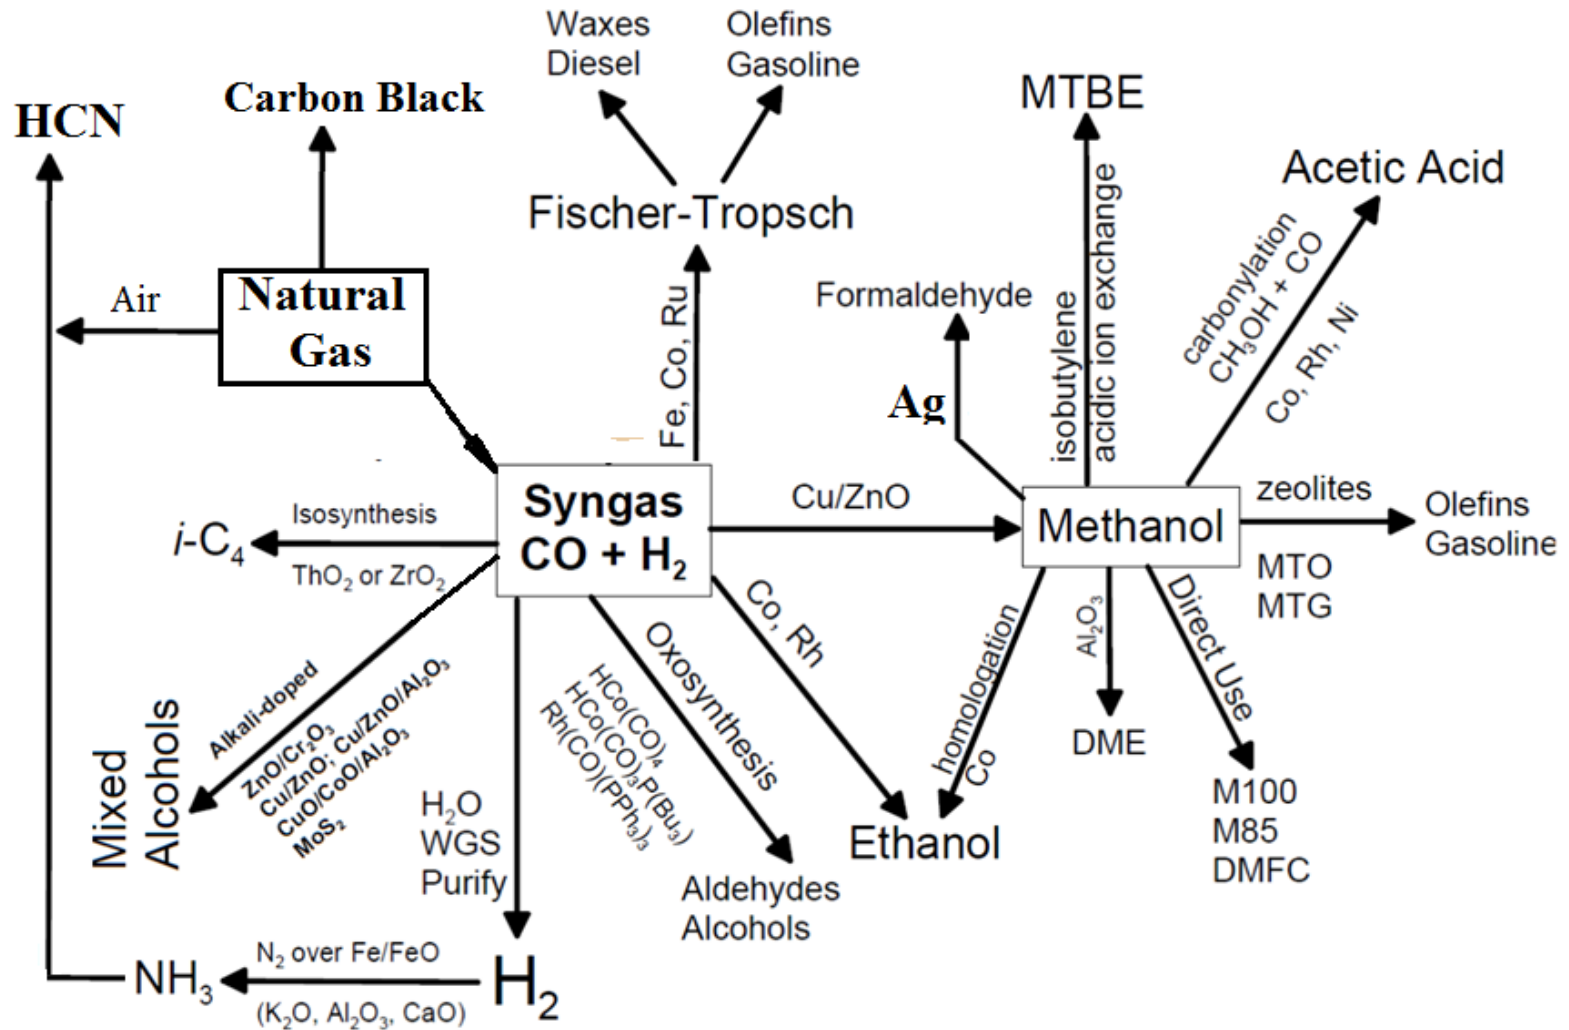 Waxes
Diesel
Olefins
Gasoline
HCN
Carbon Black
MTBE
Acetic Acid
Fischer-Tropsch
Air
Natural
Gas
Fe, Co, Ru
Formaldehyde
Ag
isobutylene
acidic ion exchange
carbonylation
CH₃OH + CO
Co, Rh, Ni
Syngas
CO + H₂
Cu/ZnO
Methanol
zeolites
MTO
MTG
Olefins
Gasoline
i-C₄
Isosynthesis
ThO₂ or ZrO₂
Mixed
Alcohols
Alkali-doped
ZnO/Cr₂O₃
Cu/ZnO; Cu/ZnO/Al₂O₃
CuO/CoO/Al₂O₃
MoS₂
H₂O
WGS
Purify
Oxosynthesis
HCo(CO)₄
HCo(CO)₃P(Bu₃)
Rh(CO)(PPh₃)₃
Aldehydes
Alcohols
Co, Rh
Ethanol
homologation
Co
Al₂O₃
DME
Direct Use
M100
M85
DMFC
NH₃
N₂ over Fe/FeO
(K₂O, Al₂O₃, CaO)
H₂